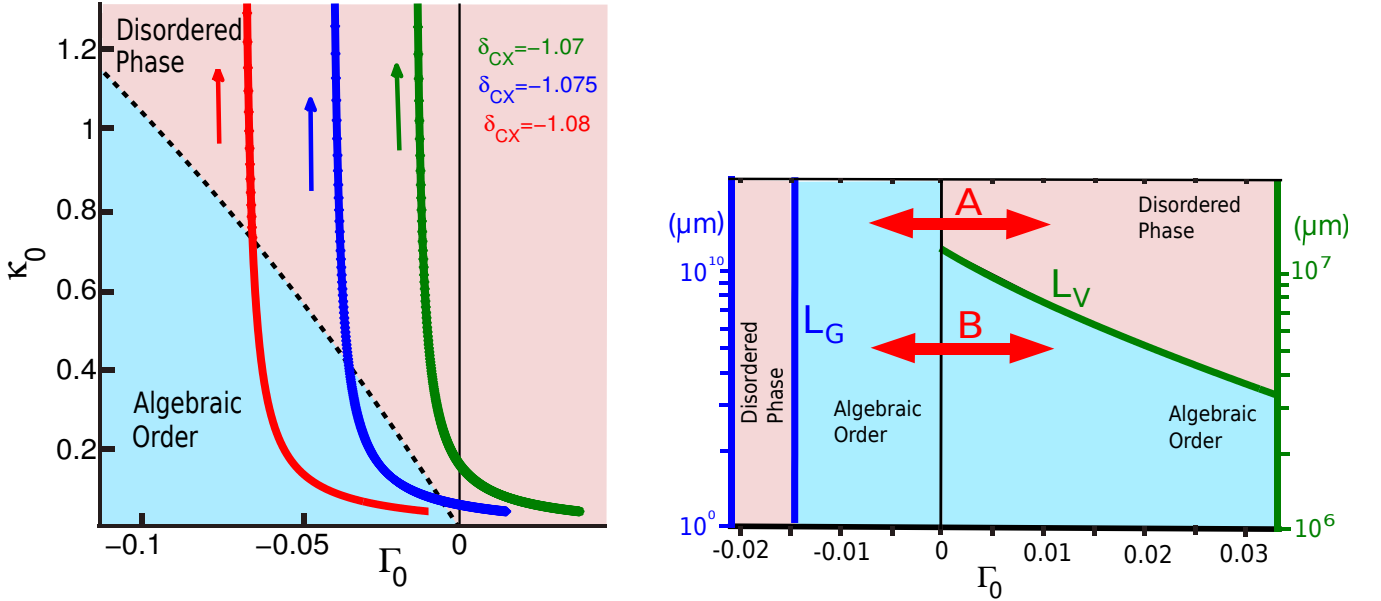 Disordered
Phase
δCX=−1.07
δCX=−1.075
δCX=−1.08
1.2
1
0.8
0.6
0.4
0.2
κ0
Algebraic
Order
−0.1
−0.05
0
Γ0
(μm)
10^10
10^0
Disordered
Phase
LG
Algebraic
Order
A
B
LV
Disordered
Phase
Algebraic
Order
(μm)
10^7
10^6
-0.02
-0.01
0
0.01
0.02
0.03
Γ0